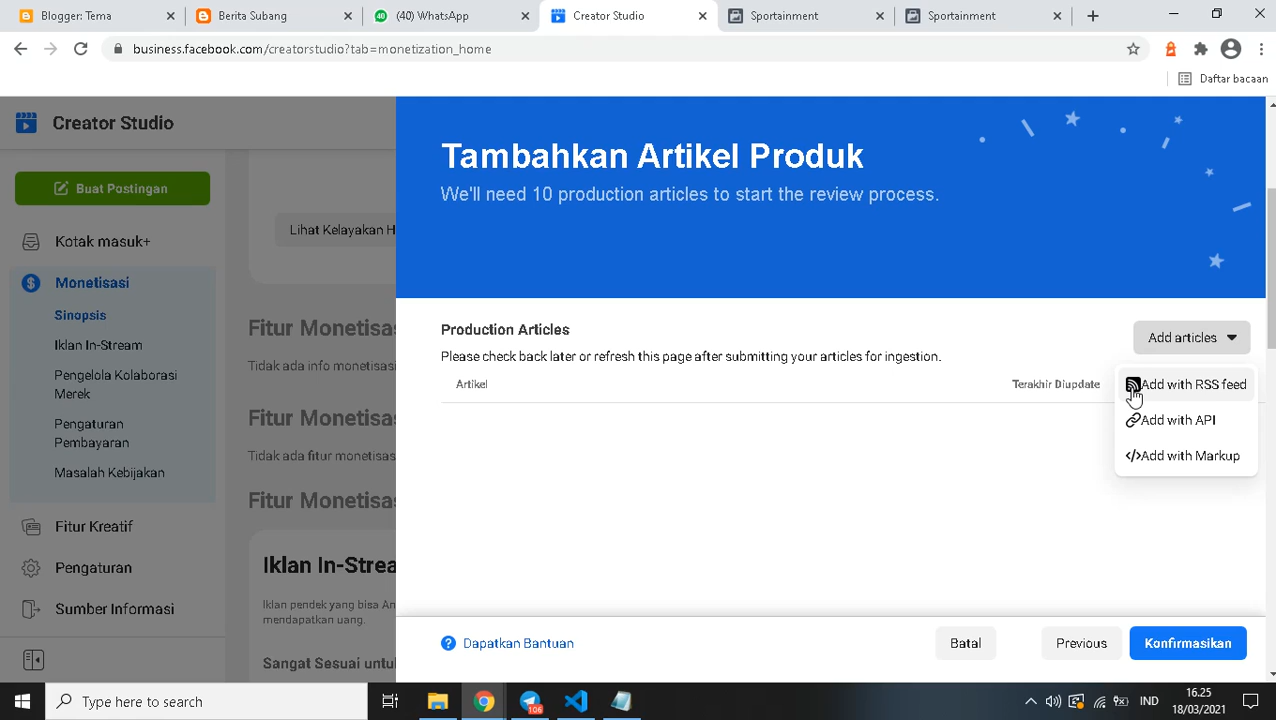 Blogger: Tema
Berita Subang
(40) WhatsApp
Creator Studio
Sportainment
Sportainment
business.facebook.com/creatorstudio?tab=monetization_home
Daftar bacaan
Creator Studio
Buat Postingan
Kotak masuk+
Monetisasi
Sinopsis
Iklan In-Stream
Pengelola Kolaborasi
Merek
Pengaturan
Pembayaran
Masalah Kebijakan
Fitur Kreatif
Pengaturan
Sumber Informasi
Lihat Kelayakan H
Fitur Monetisa
Tidak ada info monetis
Fitur Monetisas
Tidak ada fitur monetisas
Fitur Monetisas
Iklan In-Strea
Iklan pendek yang bisa An
mendapatkan uang.
Sangat Sesuai untu
Tambahkan Artikel Produk
We'll need 10 production articles to start the review process.
Production Articles
Please check back later or refresh this page after submitting your articles for ingestion.
Add articles
Artikel
Terakhir Diupdate
Add with RSS feed
Add with API
Add with Markup
Dapatkan Bantuan
Batal
Previous
Konfirmasikan
Type here to search
106
IND
16.25
18/03/2021